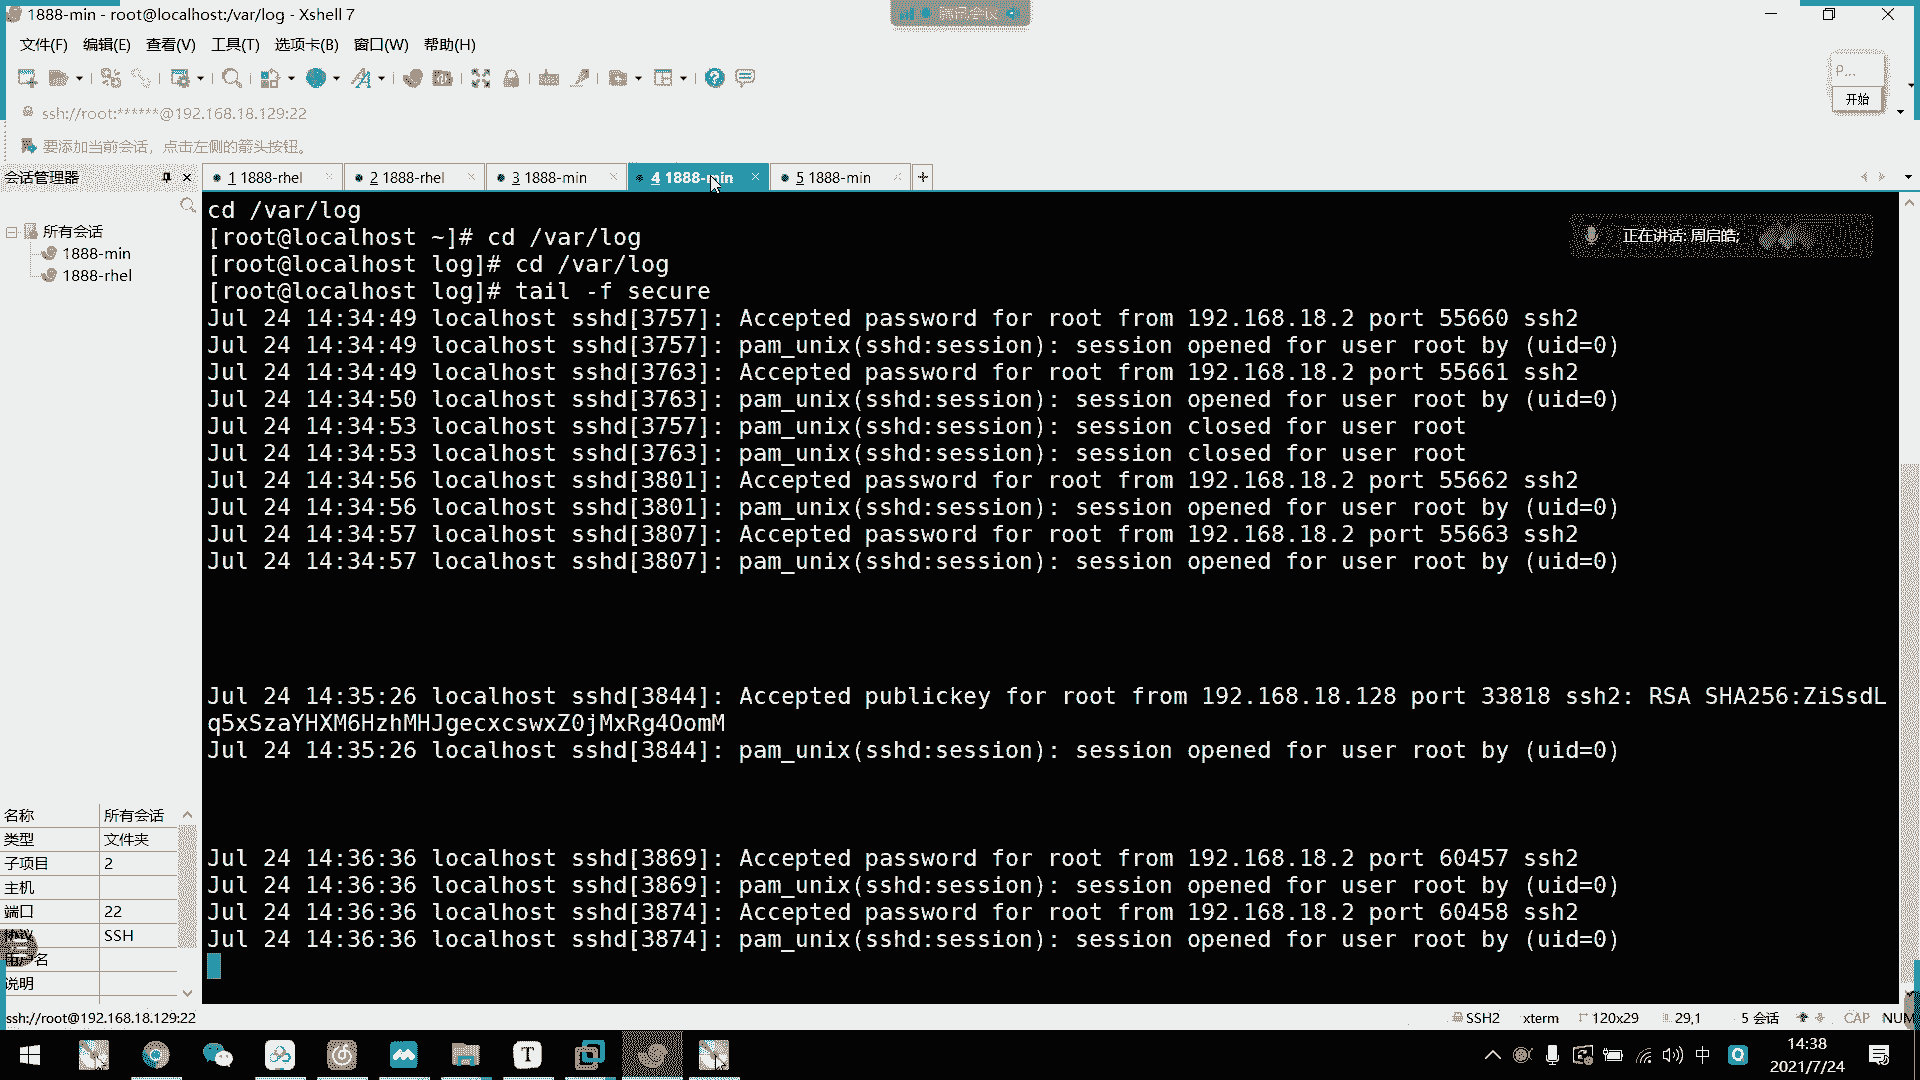 1888-min - root@localhost:/var/log - Xshell 7
腾讯会议
文件(F) 编辑(E) 查看(V) 工具(T) 选项卡(B) 窗口(W) 帮助(H)
P...
开始
ssh://root:******@192.168.18.129:22
要添加当前会话，点击左侧的箭头按钮。
会话管理器
1 1888-rhel
2 1888-rhel
3 1888-min
4 1888-min
5 1888-min
所有会话
1888-min
1888-rhel
正在讲话: 周启皓;
cd /var/log
[root@localhost ~]# cd /var/log
[root@localhost log]# cd /var/log
[root@localhost log]# tail -f secure
Jul 24 14:34:49 localhost sshd[3757]: Accepted password for root from 192.168.18.2 port 55660 ssh2
Jul 24 14:34:49 localhost sshd[3757]: pam_unix(sshd:session): session opened for user root by (uid=0)
Jul 24 14:34:49 localhost sshd[3763]: Accepted password for root from 192.168.18.2 port 55661 ssh2
Jul 24 14:34:50 localhost sshd[3763]: pam_unix(sshd:session): session opened for user root by (uid=0)
Jul 24 14:34:53 localhost sshd[3757]: pam_unix(sshd:session): session closed for user root
Jul 24 14:34:53 localhost sshd[3763]: pam_unix(sshd:session): session closed for user root
Jul 24 14:34:56 localhost sshd[3801]: Accepted password for root from 192.168.18.2 port 55662 ssh2
Jul 24 14:34:56 localhost sshd[3801]: pam_unix(sshd:session): session opened for user root by (uid=0)
Jul 24 14:34:57 localhost sshd[3807]: Accepted password for root from 192.168.18.2 port 55663 ssh2
Jul 24 14:34:57 localhost sshd[3807]: pam_unix(sshd:session): session opened for user root by (uid=0)
Jul 24 14:35:26 localhost sshd[3844]: Accepted publickey for root from 192.168.18.128 port 33818 ssh2: RSA SHA256:ZiSsdL
q5xSzaYHXM6HzhMHJgecxcswxZ0jMxRg4OomM
Jul 24 14:35:26 localhost sshd[3844]: pam_unix(sshd:session): session opened for user root by (uid=0)
Jul 24 14:36:36 localhost sshd[3869]: Accepted password for root from 192.168.18.2 port 60457 ssh2
Jul 24 14:36:36 localhost sshd[3869]: pam_unix(sshd:session): session opened for user root by (uid=0)
Jul 24 14:36:36 localhost sshd[3874]: Accepted password for root from 192.168.18.2 port 60458 ssh2
Jul 24 14:36:36 localhost sshd[3874]: pam_unix(sshd:session): session opened for user root by (uid=0)
名称 所有会话
类型 文件夹
子项目 2
主机
端口 22
协议 SSH
户名
说明
ssh://root@192.168.18.129:22
SSH2 xterm 120x29 29,1 5 会话 CAP NUM
T
中
14:38
2021/7/24